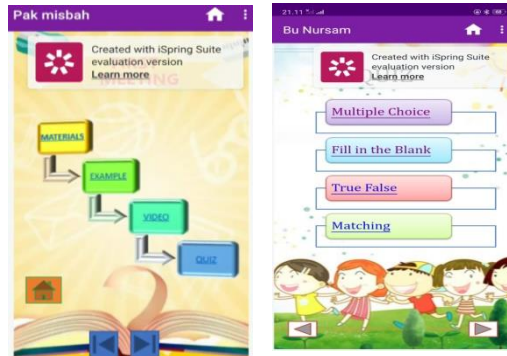 Pak misbah
Created with iSpring Suite
evaluation version
Learn more
MEETING
MATERIALS
EXAMPLE
VIDEO
QUIZ
21.11
Bu Nursam
Created with iSpring Suite
evaluation version
Learn more
Multiple Choice
Fill in the Blank
True False
Matching